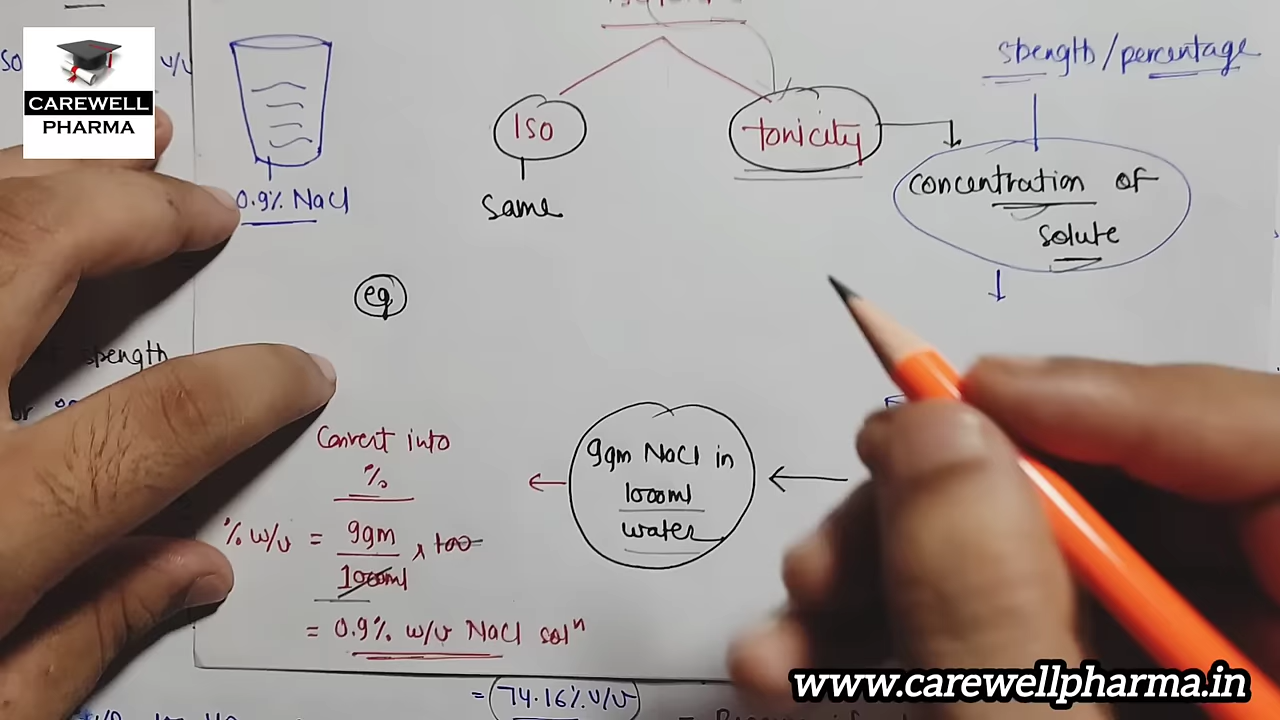 CAREWELL
PHARMA
v/v
0.9% NaCl
Iso
same
tonicity
strength/percentage
concentration of
solute
eg
Convert into
%
% w/v = 9gm x 100
1000ml
= 0.9% w/v NaCl solⁿ
9gm NaCl in
1000ml
water
= 74.16% v/v
www.carewellpharma.in